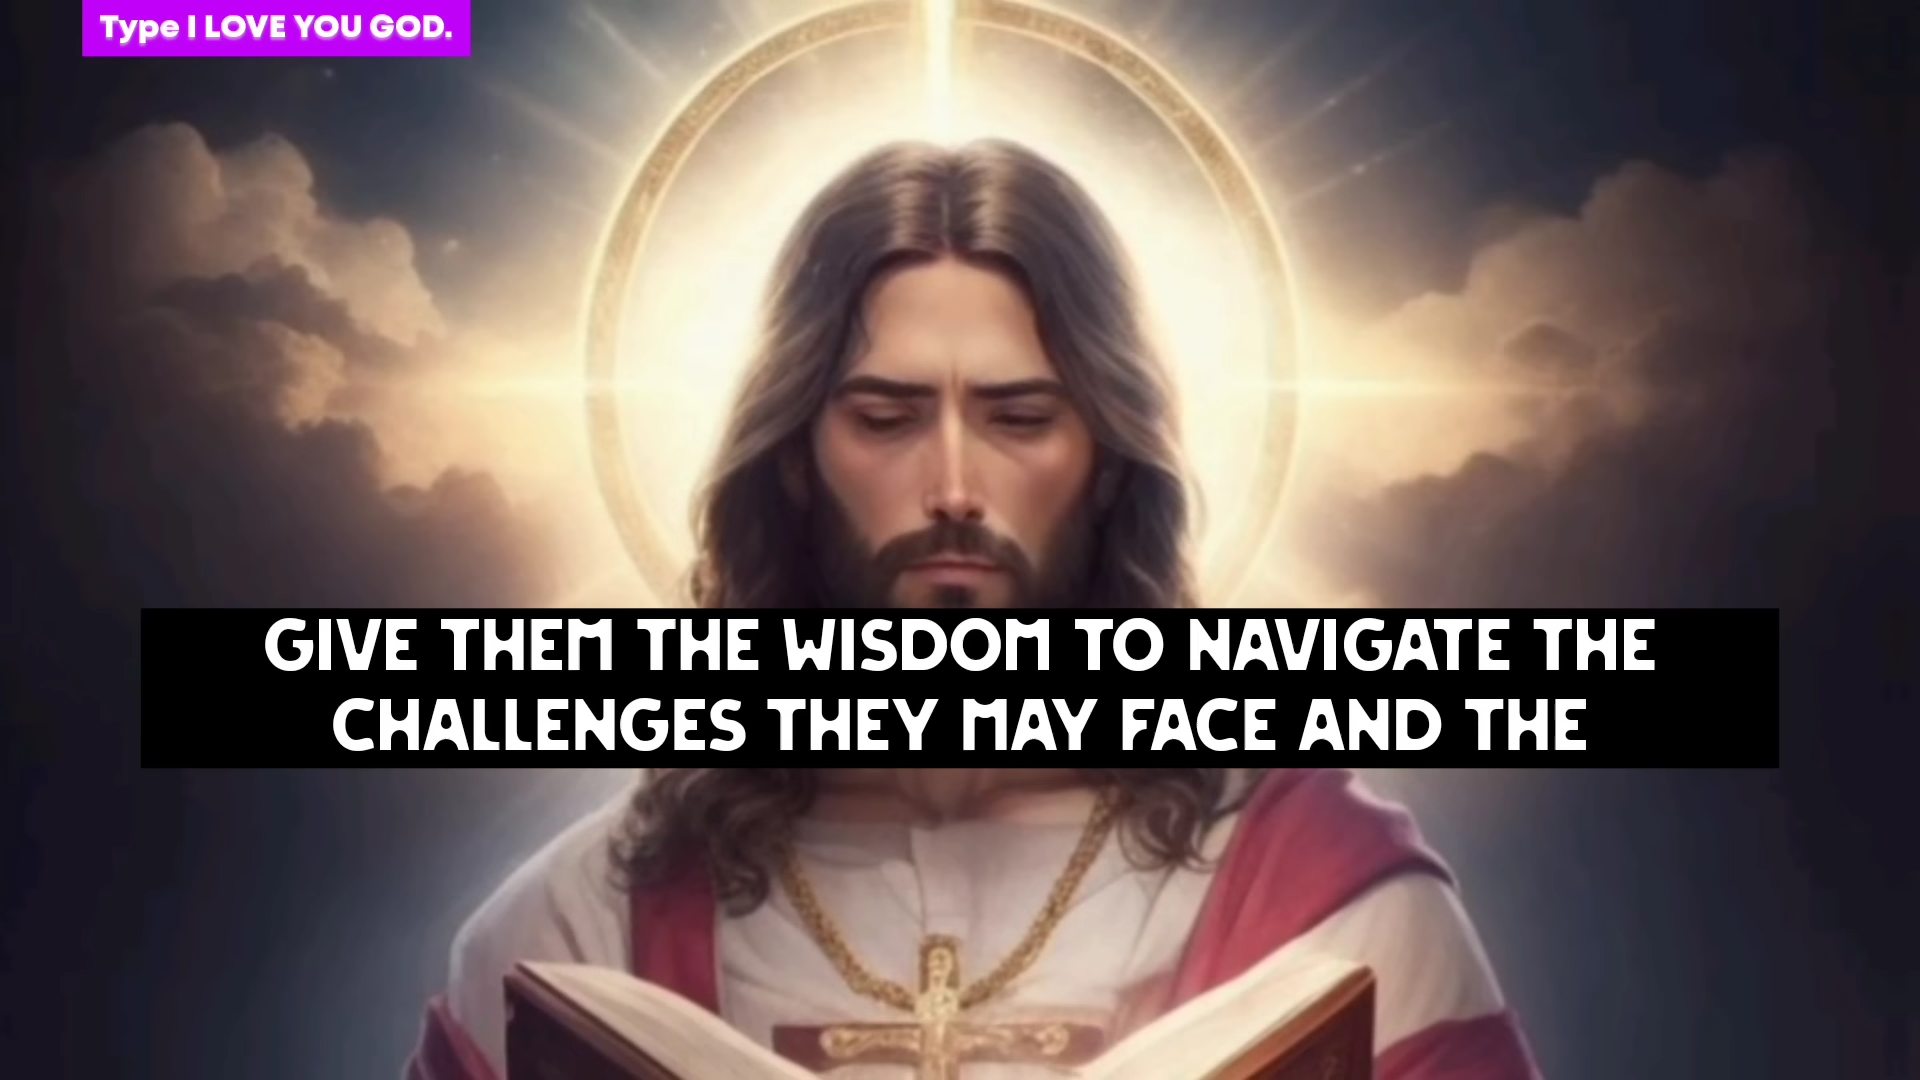 Type I LOVE YOU GOD.
GIVE THEM THE WISDOM TO NAVIGATE THE
CHALLENGES THEY MAY FACE AND THE